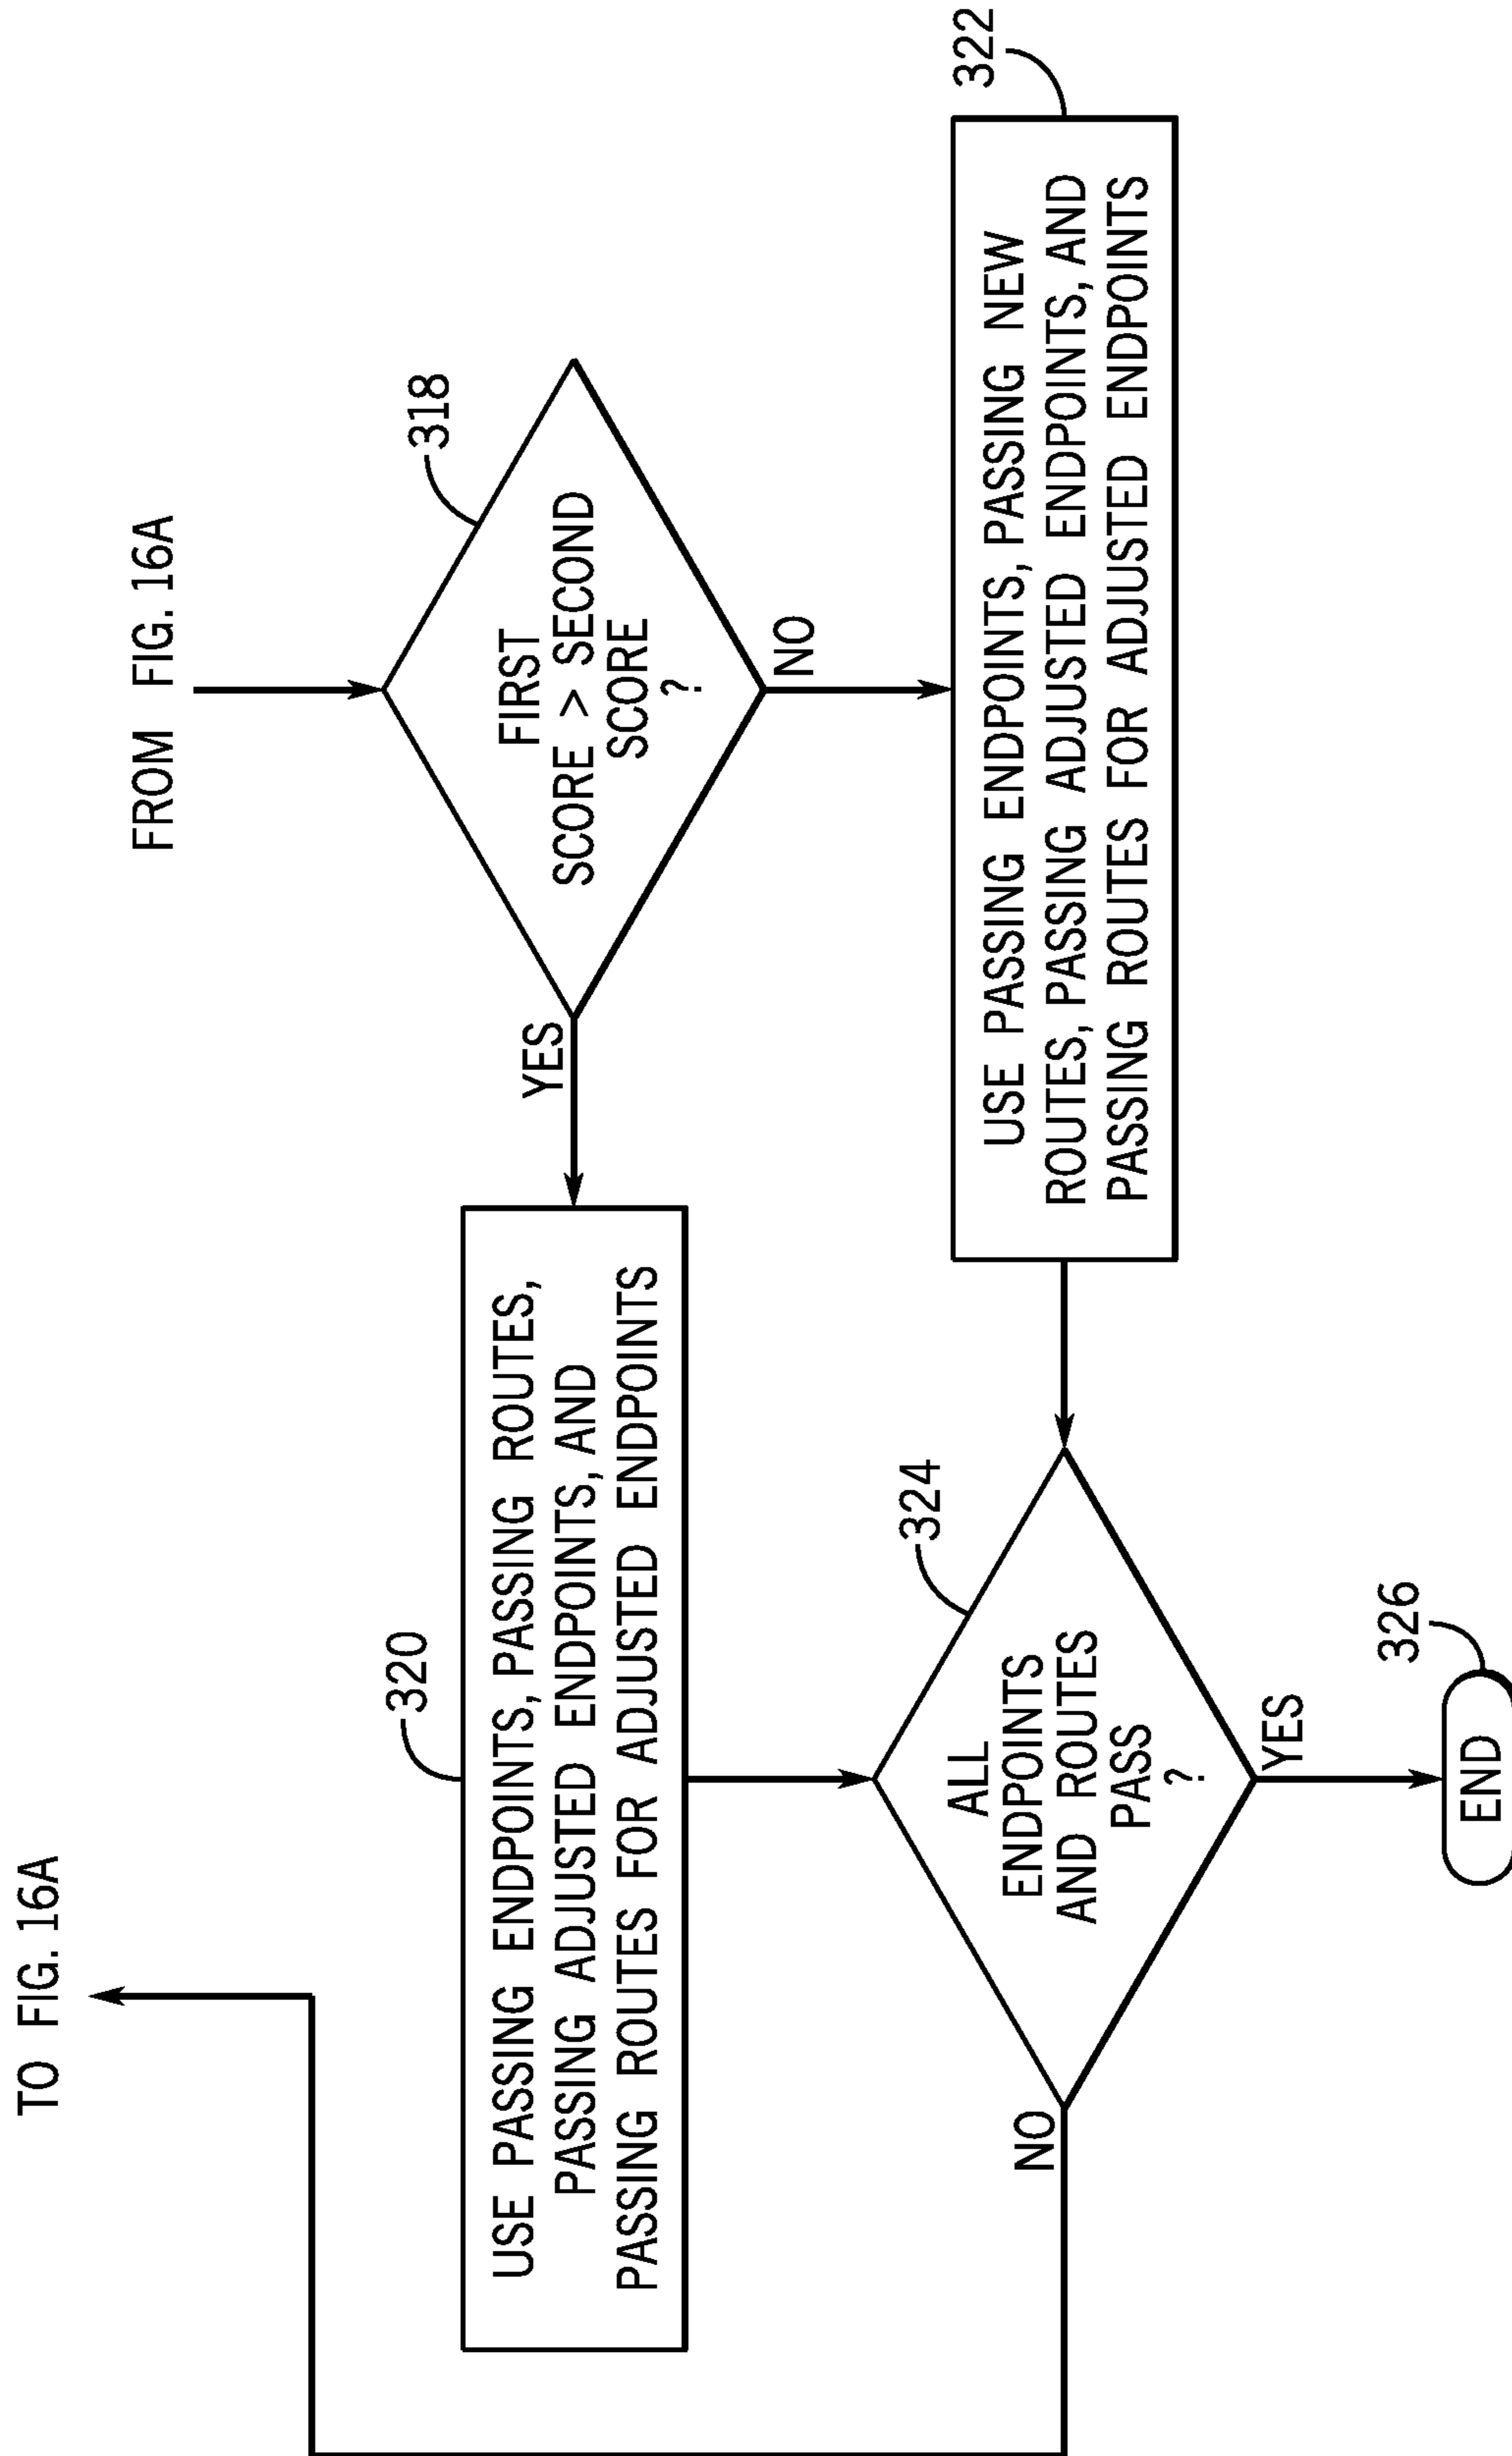 FROM FIG. 16A
TO FIG. 16A
318
FIRST
SCORE > SECOND
SCORE
?
YES
NO
320
USE PASSING ENDPOINTS, PASSING ROUTES,
PASSING ADJUSTED ENDPOINTS, AND
PASSING ROUTES FOR ADJUSTED ENDPOINTS
322
USE PASSING ENDPOINTS, PASSING NEW
ROUTES, PASSING ADJUSTED ENDPOINTS, AND
PASSING ROUTES FOR ADJUSTED ENDPOINTS
324
ALL
ENDPOINTS
AND ROUTES
PASS
?
NO
YES
326
END